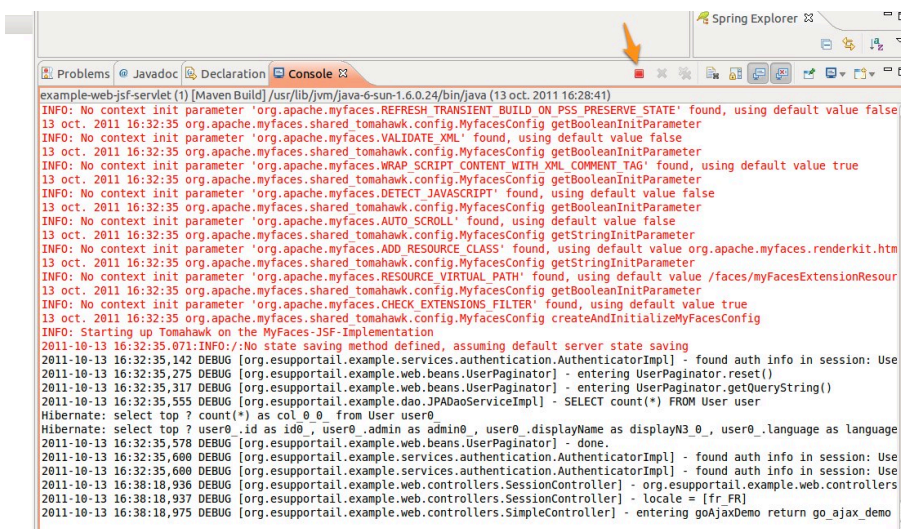 Spring Explorer
Problems @ Javadoc Declaration Console
example-web-jsf-servlet (1) [Maven Build] /usr/lib/jvm/java-6-sun-1.6.0.24/bin/java (13 oct. 2011 16:28:41)
INFO: No context init parameter 'org.apache.myfaces.REFRESH_TRANSIENT_BUILD_ON_PSS_PRESERVE_STATE' found, using default value false
13 oct. 2011 16:32:35 org.apache.myfaces.shared_tomahawk.config.MyfacesConfig getBooleanInitParameter
INFO: No context init parameter 'org.apache.myfaces.VALIDATE_XML' found, using default value false
13 oct. 2011 16:32:35 org.apache.myfaces.shared_tomahawk.config.MyfacesConfig getBooleanInitParameter
INFO: No context init parameter 'org.apache.myfaces.WRAP_SCRIPT_CONTENT_WITH_XML_COMMENT_TAG' found, using default value true
13 oct. 2011 16:32:35 org.apache.myfaces.shared_tomahawk.config.MyfacesConfig getBooleanInitParameter
INFO: No context init parameter 'org.apache.myfaces.DETECT_JAVASCRIPT' found, using default value false
13 oct. 2011 16:32:35 org.apache.myfaces.shared_tomahawk.config.MyfacesConfig getBooleanInitParameter
INFO: No context init parameter 'org.apache.myfaces.AUTO_SCROLL' found, using default value false
13 oct. 2011 16:32:35 org.apache.myfaces.shared_tomahawk.config.MyfacesConfig getStringInitParameter
INFO: No context init parameter 'org.apache.myfaces.ADD_RESOURCE_CLASS' found, using default value org.apache.myfaces.renderkit.htm
13 oct. 2011 16:32:35 org.apache.myfaces.shared_tomahawk.config.MyfacesConfig getStringInitParameter
INFO: No context init parameter 'org.apache.myfaces.RESOURCE_VIRTUAL_PATH' found, using default value /faces/myFacesExtensionResour
13 oct. 2011 16:32:35 org.apache.myfaces.shared_tomahawk.config.MyfacesConfig getBooleanInitParameter
INFO: No context init parameter 'org.apache.myfaces.CHECK_EXTENSIONS_FILTER' found, using default value true
13 oct. 2011 16:32:35 org.apache.myfaces.shared_tomahawk.config.MyfacesConfig createAndInitializeMyFacesConfig
INFO: Starting up Tomahawk on the MyFaces-JSF-Implementation
2011-10-13 16:32:35.071:INFO:/:No state saving method defined, assuming default server state saving
2011-10-13 16:32:35,142 DEBUG [org.esupportail.example.services.authentication.AuthenticatorImpl] - found auth info in session: Use
2011-10-13 16:32:35,275 DEBUG [org.esupportail.example.web.beans.UserPaginator] - entering UserPaginator.reset()
2011-10-13 16:32:35,317 DEBUG [org.esupportail.example.web.beans.UserPaginator] - entering UserPaginator.getQueryString()
2011-10-13 16:32:35,555 DEBUG [org.esupportail.example.dao.JPADaoServiceImpl] - SELECT count(*) FROM User user
Hibernate: select top ? count(*) as col_0_0_ from User user0_
Hibernate: select top ? user0_.id as id0_, user0_.admin as admin0_, user0_.displayName as displayN3_0_, user0_.language as language
2011-10-13 16:32:35,578 DEBUG [org.esupportail.example.web.beans.UserPaginator] - done.
2011-10-13 16:32:35,600 DEBUG [org.esupportail.example.services.authentication.AuthenticatorImpl] - found auth info in session: Use
2011-10-13 16:32:35,600 DEBUG [org.esupportail.example.services.authentication.AuthenticatorImpl] - found auth info in session: Use
2011-10-13 16:38:18,936 DEBUG [org.esupportail.example.web.controllers.SessionController] - org.esupportail.example.web.controllers
2011-10-13 16:38:18,937 DEBUG [org.esupportail.example.web.controllers.SessionController] - locale = [fr_FR]
2011-10-13 16:38:18,975 DEBUG [org.esupportail.example.web.controllers.SimpleController] - entering goAjaxDemo return go_ajax_demo